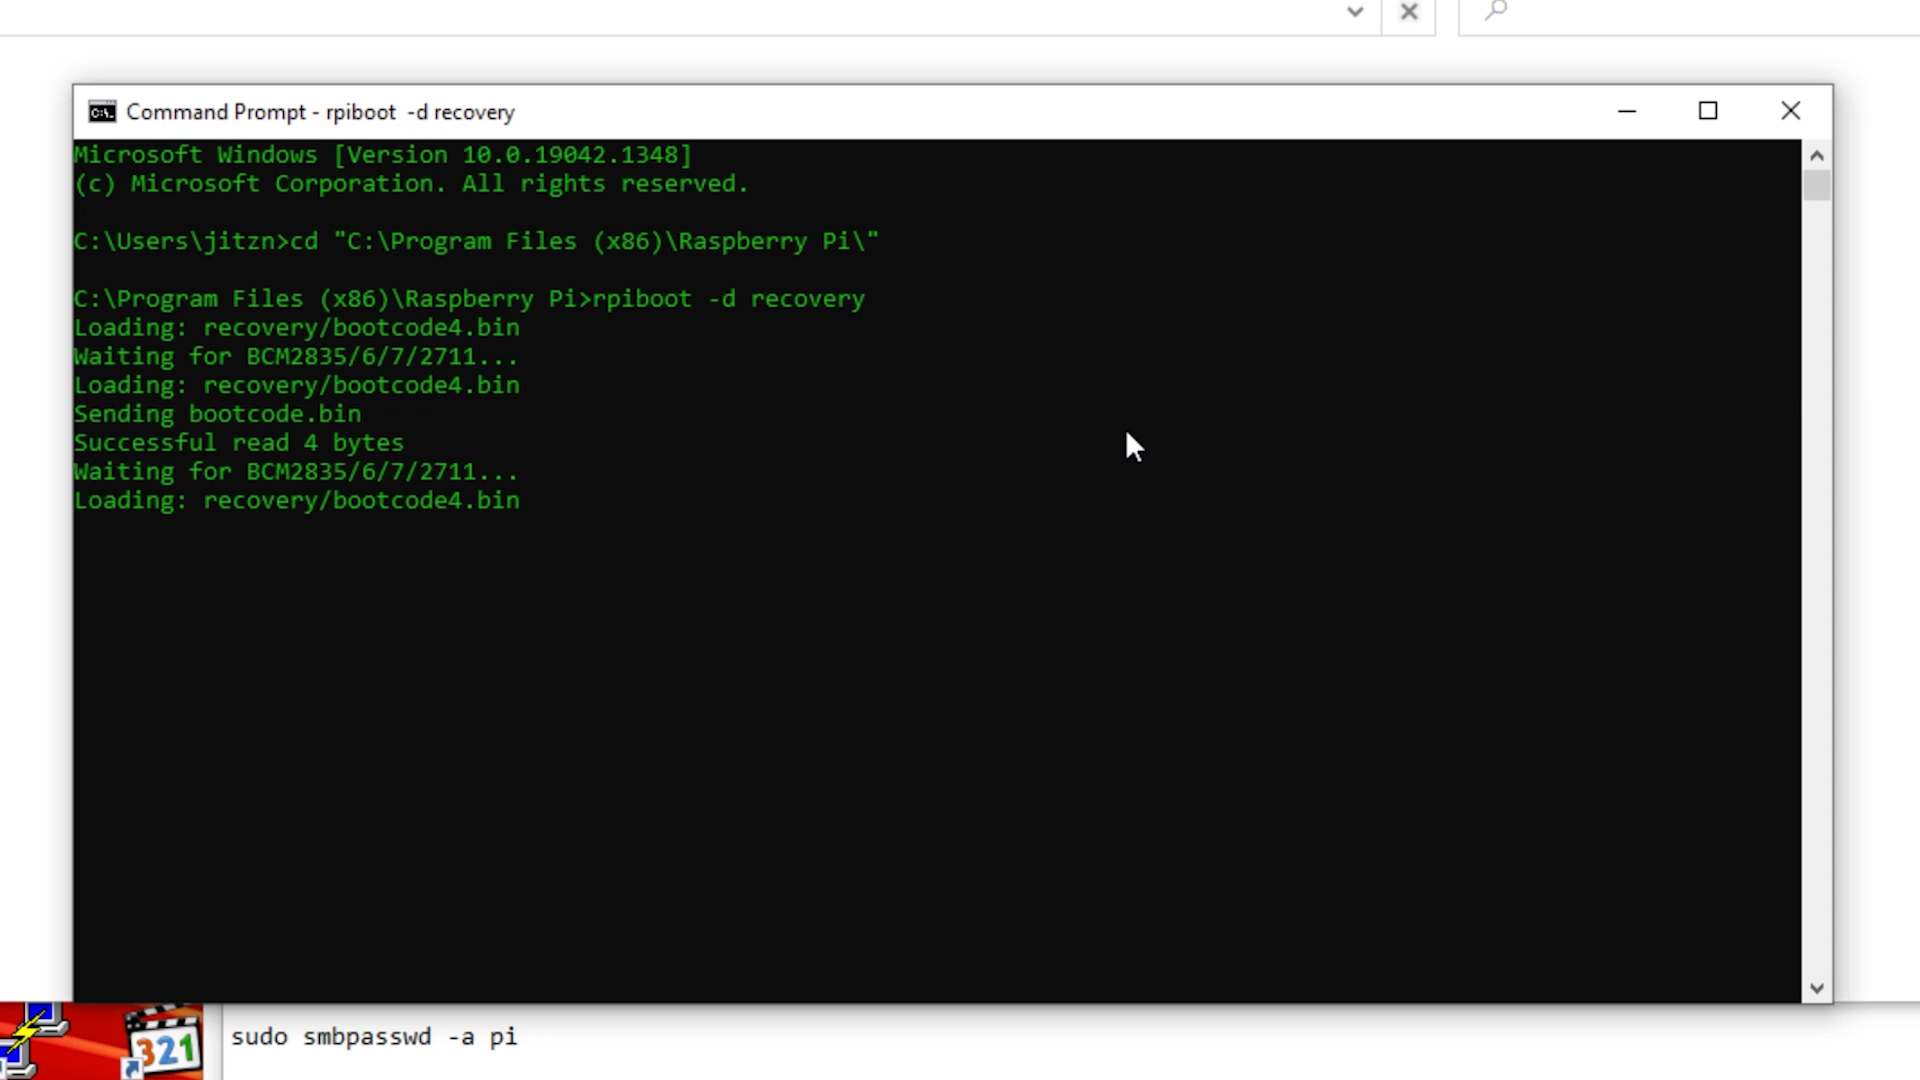 Command Prompt - rpiboot  -d recovery
Microsoft Windows [Version 10.0.19042.1348]
(c) Microsoft Corporation. All rights reserved.
C:\Users\jitzn>cd "C:\Program Files (x86)\Raspberry Pi\"
C:\Program Files (x86)\Raspberry Pi>rpiboot -d recovery
Loading: recovery/bootcode4.bin
Waiting for BCM2835/6/7/2711...
Loading: recovery/bootcode4.bin
Sending bootcode.bin
Successful read 4 bytes
Waiting for BCM2835/6/7/2711...
Loading: recovery/bootcode4.bin
321
sudo smbpasswd -a pi